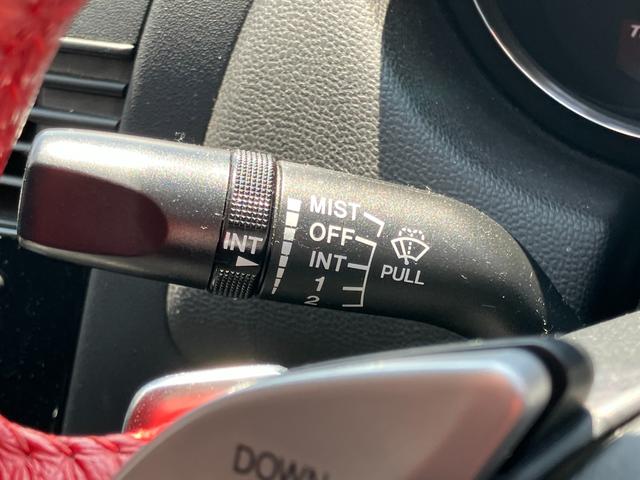 MIST
OFF
INT
INT
1
2
PULL
DOWN